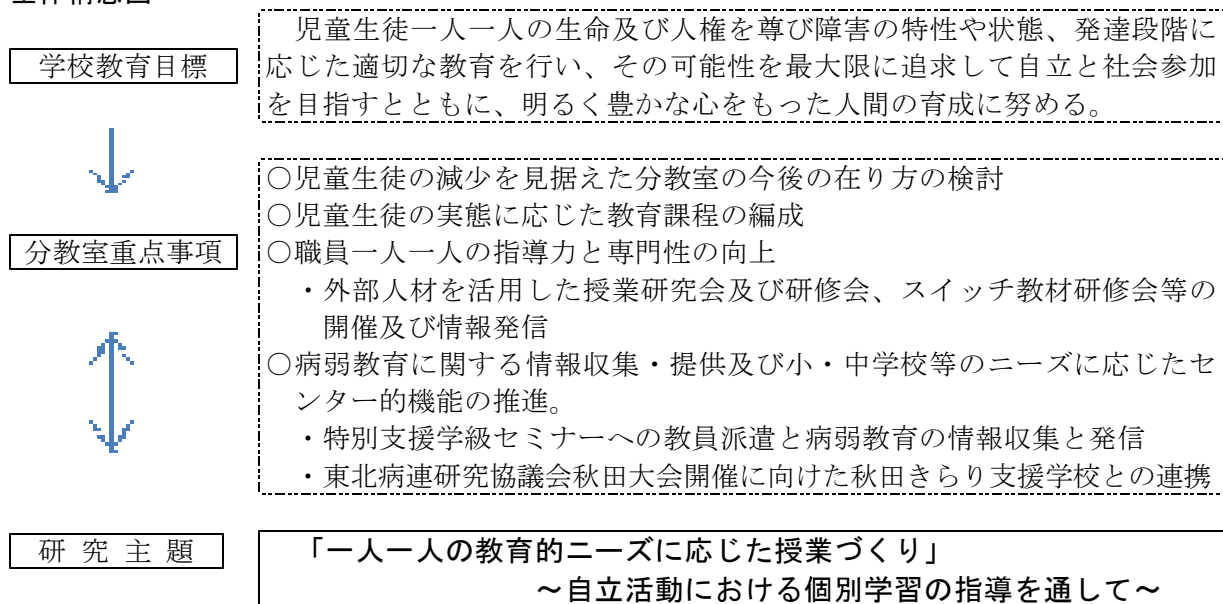 学校教育目標
児童生徒一人一人の生命及び人権を尊び障害の特性や状態、発達段階に
応じた適切な教育を行い、その可能性を最大限に追求して自立と社会参加
を目指すとともに、明るく豊かな心をもった人間の育成に努める。
分教室重点事項
○児童生徒の減少を見据えた分教室の今後の在り方の検討
○児童生徒の実態に応じた教育課程の編成
○職員一人一人の指導力と専門性の向上
・外部人材を活用した授業研究会及び研修会、スイッチ教材研修会等の
開催及び情報発信
○病弱教育に関する情報収集・提供及び小・中学校等のニーズに応じたセ
ンター的機能の推進。
・特別支援学級セミナーへの教員派遣と病弱教育の情報収集と発信
・東北病連研究協議会秋田大会開催に向けた秋田きらり支援学校との連携
研 究 主 題
「一人一人の教育的ニーズに応じた授業づくり」
～自立活動における個別学習の指導を通して～